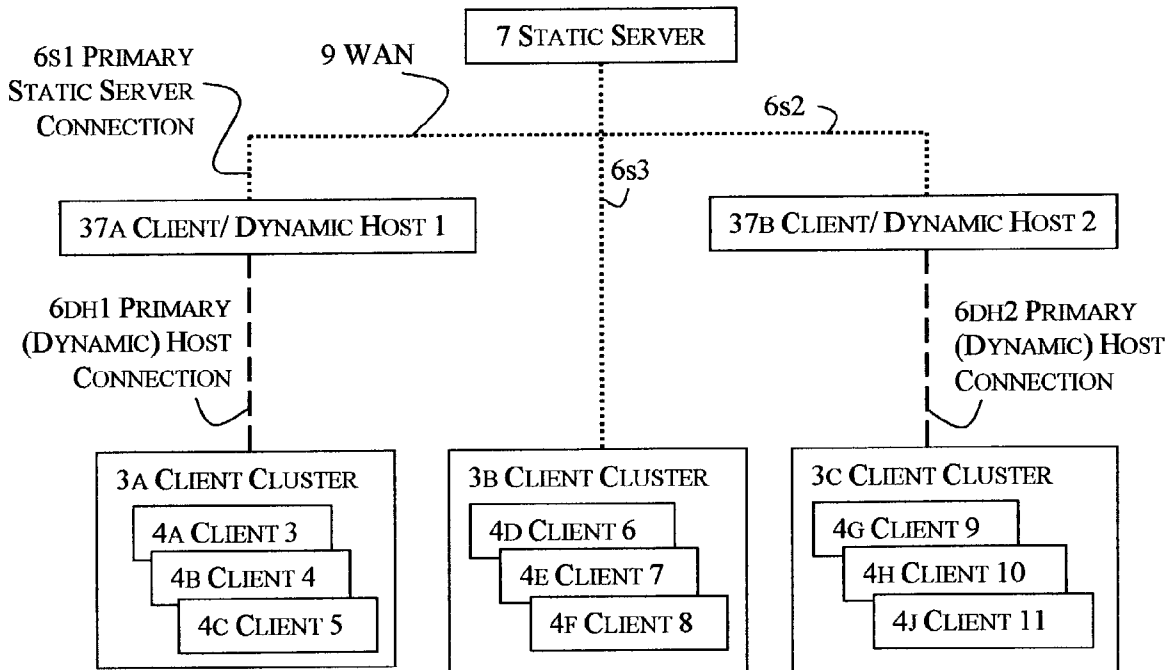 7 STATIC SERVER
6S1 PRIMARY
STATIC SERVER
CONNECTION
9 WAN
6s2
6s3
37A CLIENT/ DYNAMIC HOST 1
37B CLIENT/ DYNAMIC HOST 2
6DH1 PRIMARY
(DYNAMIC) HOST
CONNECTION
6DH2 PRIMARY
(DYNAMIC) HOST
CONNECTION
3A CLIENT CLUSTER
4A CLIENT 3
4B CLIENT 4
4C CLIENT 5
3B CLIENT CLUSTER
4D CLIENT 6
4E CLIENT 7
4F CLIENT 8
3C CLIENT CLUSTER
4G CLIENT 9
4H CLIENT 10
4J CLIENT 11